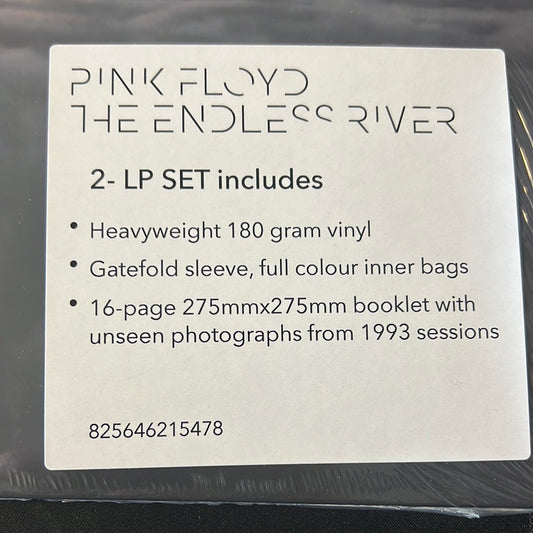 PINK FLOYD
THE ENDLESS RIVER
2- LP SET includes
• Heavyweight 180 gram vinyl
• Gatefold sleeve, full colour inner bags
• 16-page 275mmx275mm booklet with
unseen photographs from 1993 sessions
825646215478